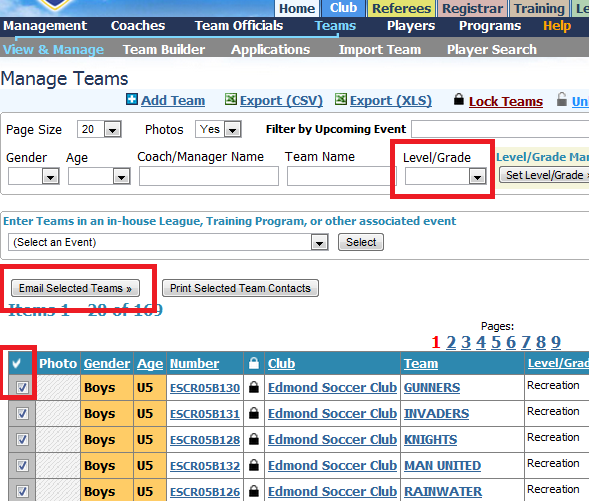 Home Club Referee Registrar Training
Management Coaches Team Officials Teams Players Programs Help
View & Manage Team Builder Applications Import Team Player Search
Manage Teams
Add Team Export (CSV) Export (XLS) Lock Teams
Page Size 20 Photos Yes Filter by Upcoming Event
Gender Age Coach/Manager Name Team Name Level/Grade Level/Grade Man
Set Level/Grade »
Enter Teams in an in-house League, Training Program, or other associated event
(Select an Event) Select
Email Selected Teams » Print Selected Team Contacts
Items 1 - 20 of 169
Pages:
1 2 3 4 5 6 7 8 9
Photo Gender Age Number Club Team Level/Grad
Boys U5 ESCR05B130 Edmond Soccer Club GUNNERS Recreation
Boys U5 ESCR05B131 Edmond Soccer Club INVADERS Recreation
Boys U5 ESCR05B128 Edmond Soccer Club KNIGHTS Recreation
Boys U5 ESCR05B132 Edmond Soccer Club MAN UNITED Recreation
Boys U5 ESCR05B126 Edmond Soccer Club RAINWATER Recreation